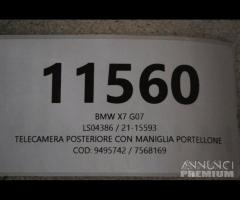 11560
BMW X7 G07
LS04386 / 21-15593
TELECAMERA POSTERIORE CON MANIGLIA PORTELLONE
COD: 9495742 / 7568169
ANNUNCI
PREMIUM